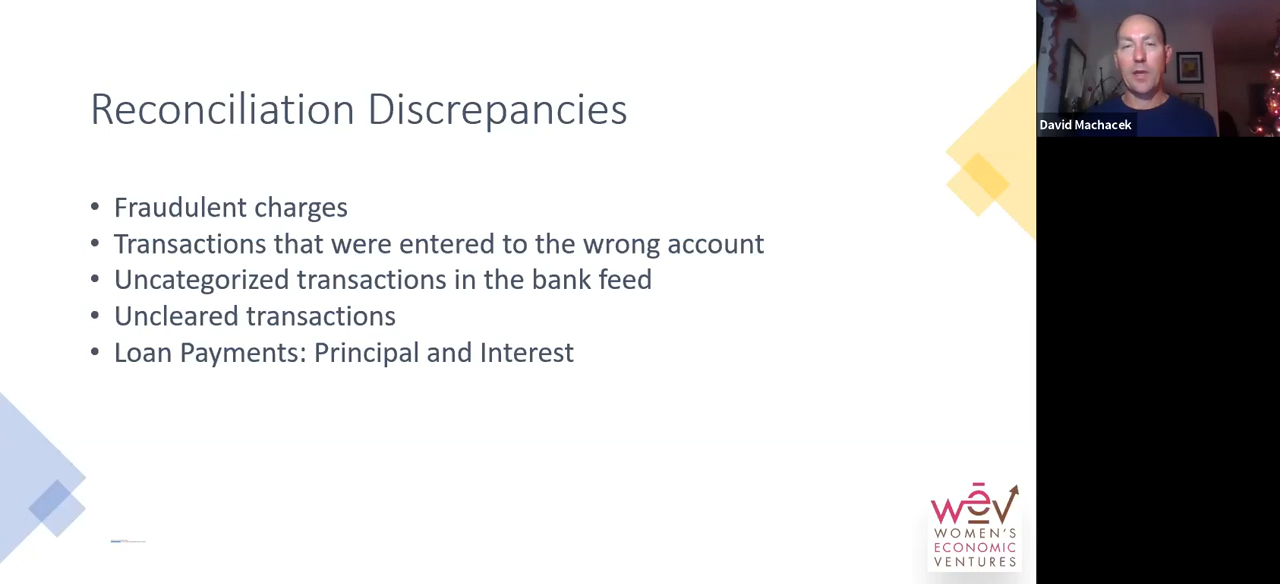 Reconciliation Discrepancies
• Fraudulent charges
• Transactions that were entered to the wrong account
• Uncategorized transactions in the bank feed
• Uncleared transactions
• Loan Payments: Principal and Interest
David Machacek
wev
WOMEN'S
ECONOMIC
VENTURES